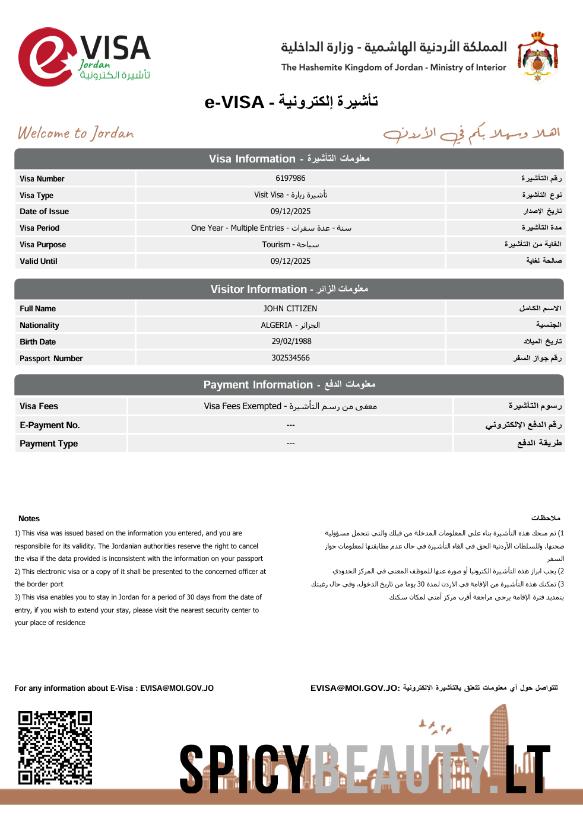 e VISA
Jordan
تأشيرة إلكترونية
المملكة الأردنية الهاشمية - وزارة الداخلية
The Hashemite Kingdom of Jordan - Ministry of Interior
تأشيرة إلكترونية - e-VISA
Welcome to Jordan
اهلا وسهلا بكم في الأردن
Visa Information - معلومات التأشيرة
Visa Number 6197986 رقم التأشيرة
Visa Type Visit Visa - تأشيرة زيارة نوع التأشيرة
Date of Issue 09/12/2025 تاريخ الإصدار
Visa Period One Year - Multiple Entries - سنة - عدة سفرات مدة التأشيرة
Visa Purpose Tourism - سياحة الغاية من التأشيرة
Valid Until 09/12/2025 صالحة لغاية
Visitor Information - معلومات الزائر
Full Name JOHN CITIZEN الاسم الكامل
Nationality ALGERIA - الجزائر الجنسية
Birth Date 29/02/1988 تاريخ الميلاد
Passport Number 302534566 رقم جواز السفر
Payment Information - معلومات الدفع
Visa Fees Visa Fees Exempted - معفى من رسم التأشيرة رسوم التأشيرة
E-Payment No. --- رقم الدفع الإلكتروني
Payment Type --- طريقة الدفع
Notes
1) This visa was issued based on the information you entered, and you are
responsibile for its validity. The Jordanian authorities reserve the right to cancel
the visa if the data provided is inconsistent with the information on your passport
2) This electronic visa or a copy of it shall be presented to the concerned officer at
the border port
3) This visa enables you to stay in Jordan for a period of 30 days from the date of
entry, if you wish to extend your stay, please visit the nearest security center to
your place of residence
ملاحظات
1) تم منحك هذه التأشيرة بناء على المعلومات المدخلة من قبلك والتي تتحمل مسؤولية
صحتها، وللسلطات الأردنية الحق في الغاء التأشيرة في حال عدم مطابقتها لمعلومات جواز
السفر
2) يجب ابراز هذه التأشيرة الكترونيا أو صورة عنها للموظف المعني في المركز الحدودي
3) تمكنك هذه التأشيرة من الإقامة في الاردن لمدة 30 يوما من تاريخ الدخول، وفي حال رغبتك
بتمديد فترة الإقامة يرجى مراجعة أقرب مركز أمني لمكان سكنك
For any information about E-Visa : EVISA@MOI.GOV.JO
للتواصل حول أي معلومات تتعلق بالتأشيرة الالكترونية :EVISA@MOI.GOV.JO
SPICYBEAUTY.LT